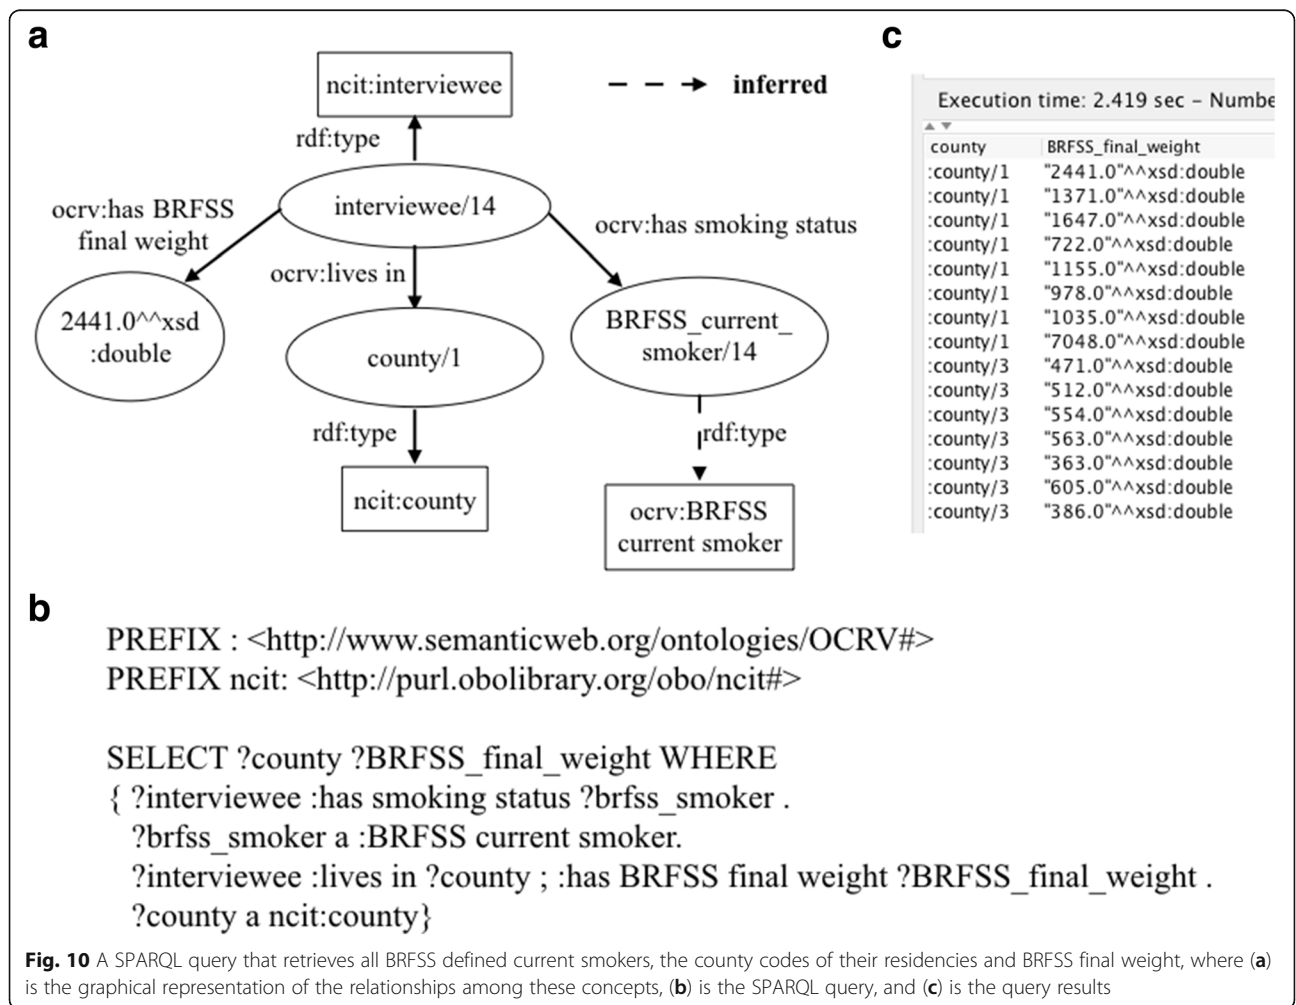 a
ncit:interviewee
inferred
rdf:type
interviewee/14
ocrv:has BRFSS
final weight
ocrv:lives in
ocrv:has smoking status
2441.0^^xsd
:double
county/1
BRFSS_current_
smoker/14
rdf:type
rdf:type
ncit:county
ocrv:BRFSS
current smoker
c
Execution time: 2.419 sec – Numbe
county BRFSS_final_weight
:county/1 "2441.0"^^xsd:double
:county/1 "1371.0"^^xsd:double
:county/1 "1647.0"^^xsd:double
:county/1 "722.0"^^xsd:double
:county/1 "1155.0"^^xsd:double
:county/1 "978.0"^^xsd:double
:county/1 "1035.0"^^xsd:double
:county/1 "7048.0"^^xsd:double
:county/3 "471.0"^^xsd:double
:county/3 "512.0"^^xsd:double
:county/3 "554.0"^^xsd:double
:county/3 "563.0"^^xsd:double
:county/3 "363.0"^^xsd:double
:county/3 "605.0"^^xsd:double
:county/3 "386.0"^^xsd:double
b
PREFIX : <http://www.semanticweb.org/ontologies/OCRV#>
PREFIX ncit: <http://purl.obolibrary.org/obo/ncit#>
SELECT ?county ?BRFSS_final_weight WHERE
{ ?interviewee :has smoking status ?brfss_smoker .
?brfss_smoker a :BRFSS current smoker.
?interviewee :lives in ?county ; :has BRFSS final weight ?BRFSS_final_weight .
?county a ncit:county}
Fig. 10 A SPARQL query that retrieves all BRFSS defined current smokers, the county codes of their residencies and BRFSS final weight, where (a)
is the graphical representation of the relationships among these concepts, (b) is the SPARQL query, and (c) is the query results